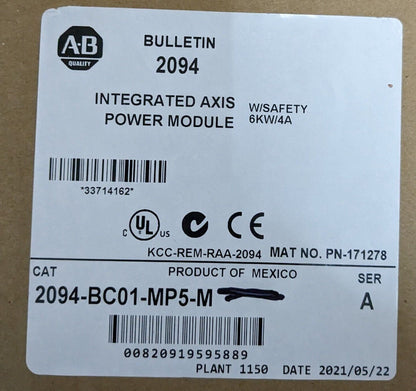 A-B
QUALITY
BULLETIN
2094
INTEGRATED AXIS
POWER MODULE
W/SAFETY
6KW/4A
*33714162*
C UL US
CE
KCC-REM-RAA-2094 MAT NO. PN-171278
PRODUCT OF MEXICO
CAT
SER
2094-BC01-MP5-M
A
00820919595889
PLANT 1150 DATE 2021/05/22